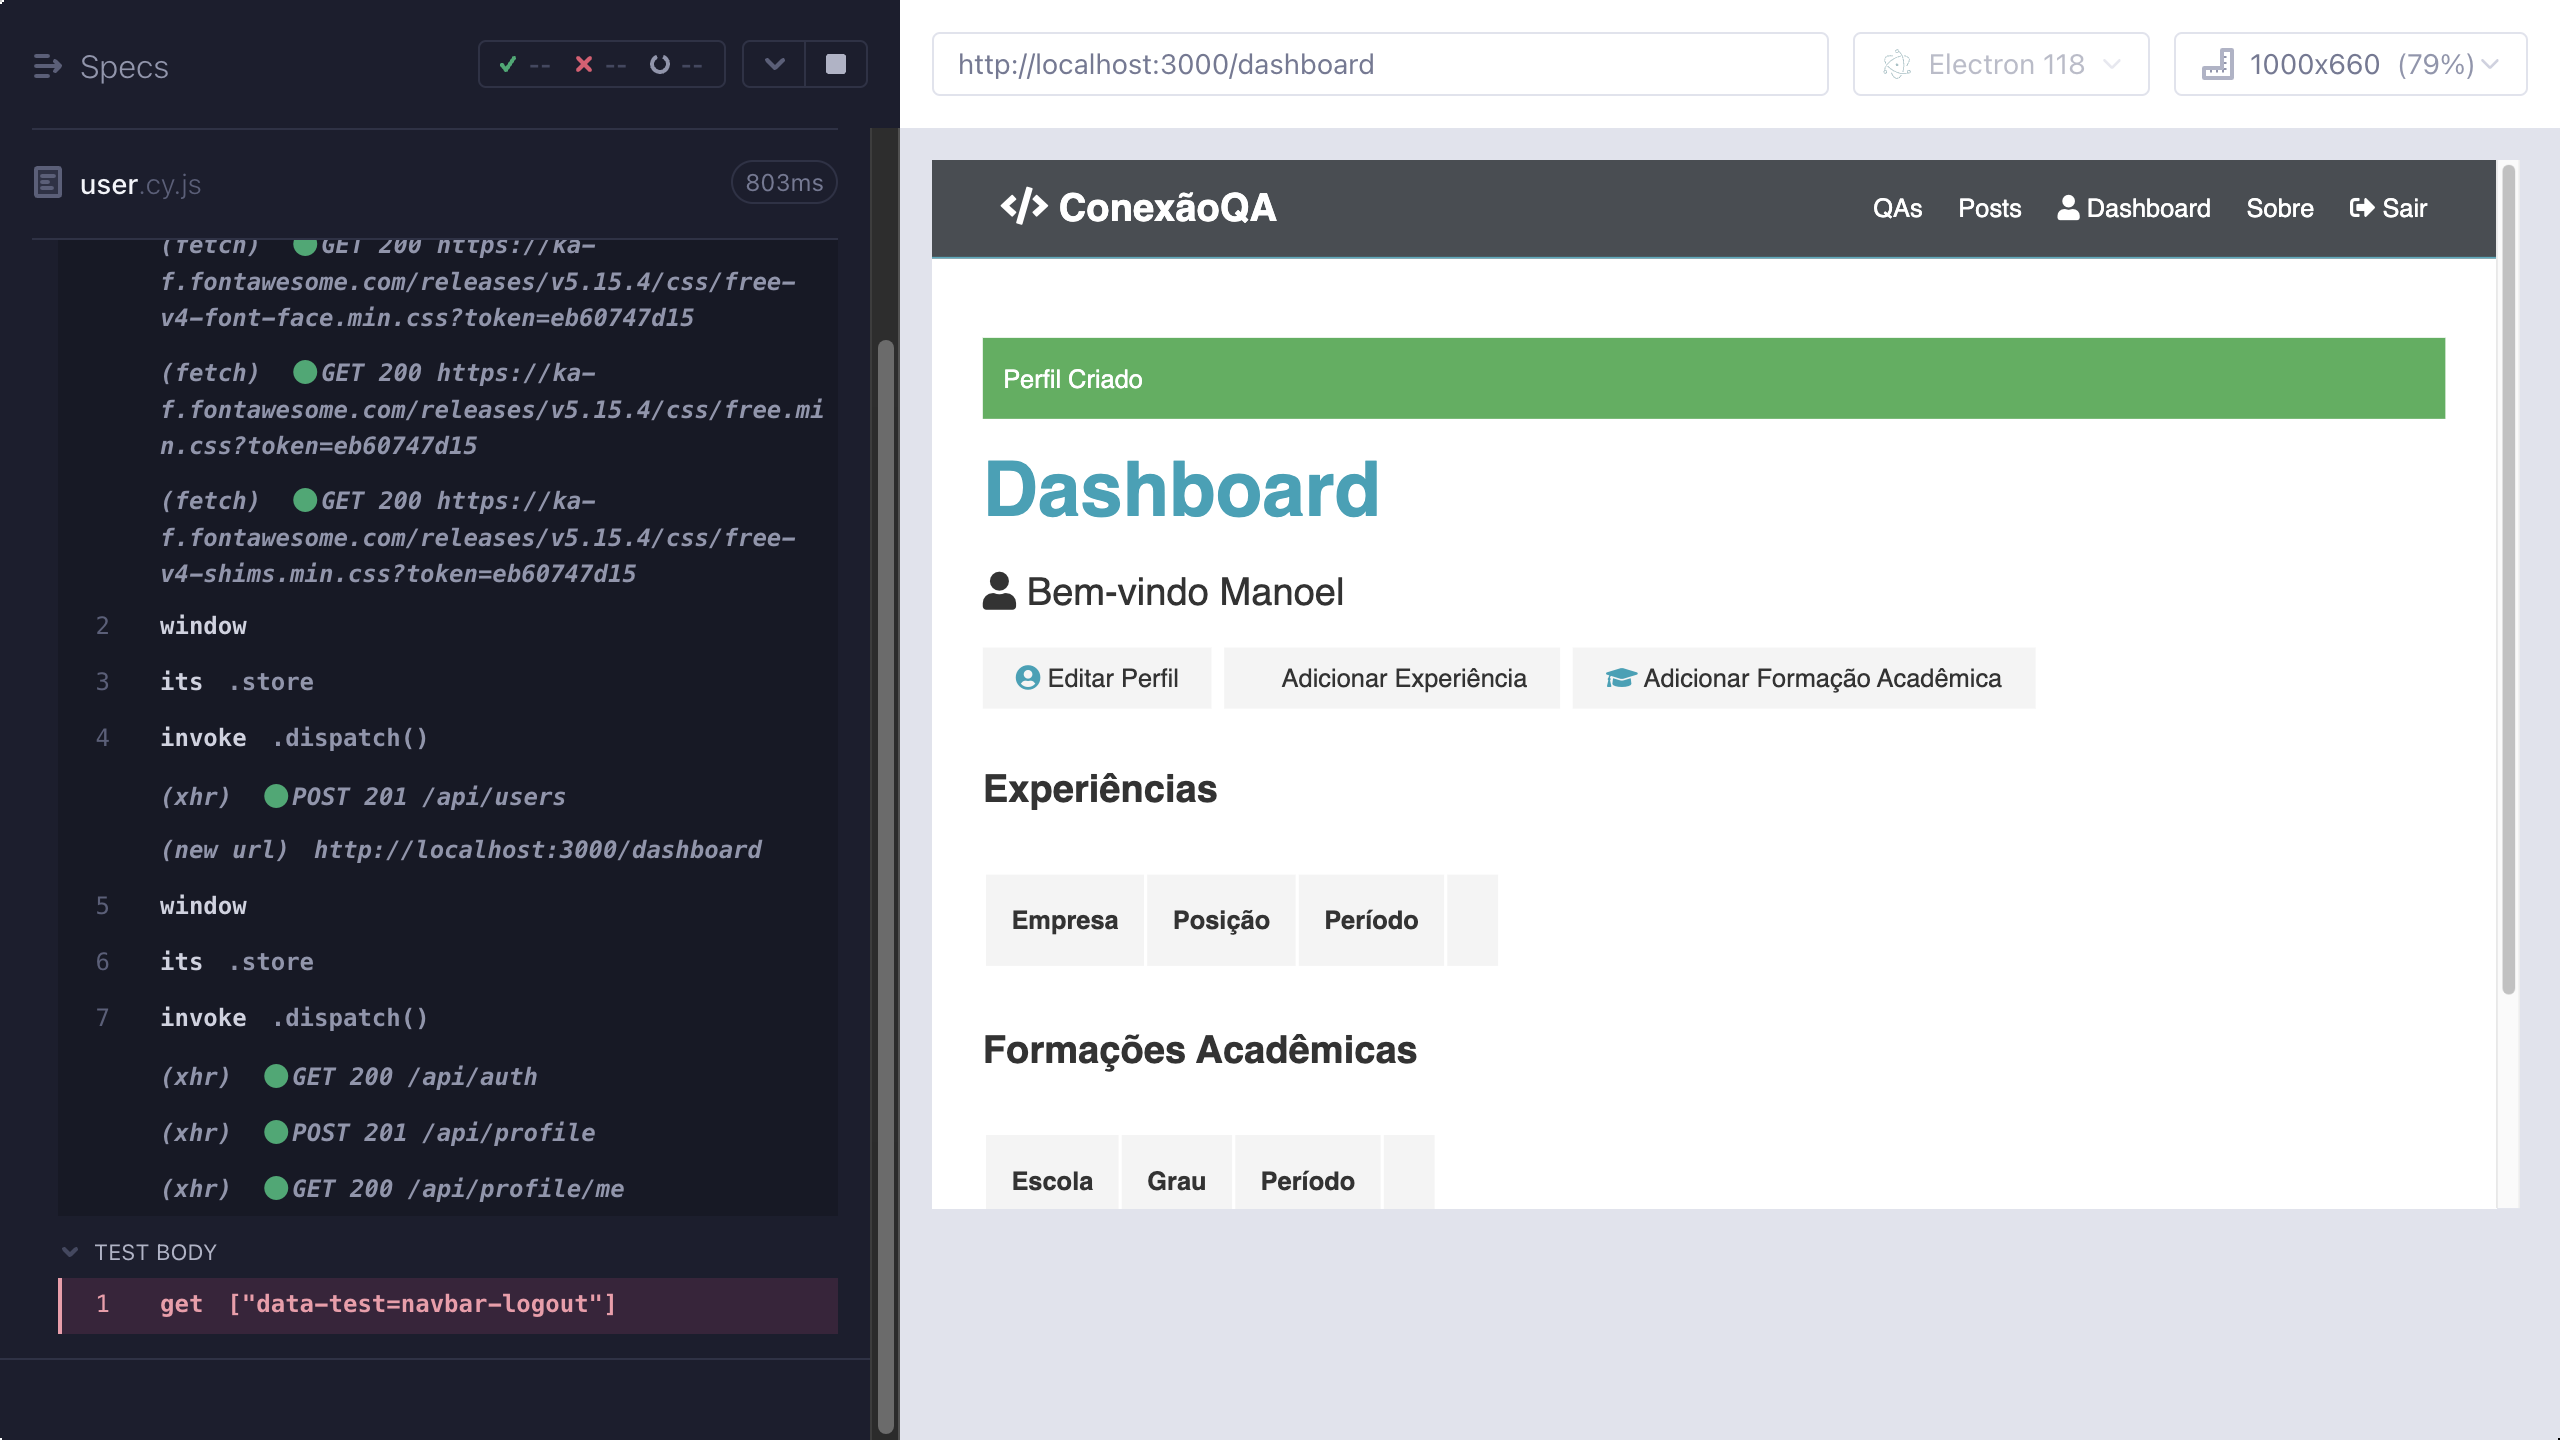 Specs
-- -- --
user.cy.js
803ms
(fetch) GET 200 https://ka-
f.fontawesome.com/releases/v5.15.4/css/free-
v4-font-face.min.css?token=eb60747d15
(fetch) GET 200 https://ka-
f.fontawesome.com/releases/v5.15.4/css/free.mi
n.css?token=eb60747d15
(fetch) GET 200 https://ka-
f.fontawesome.com/releases/v5.15.4/css/free-
v4-shims.min.css?token=eb60747d15
2 window
3 its .store
4 invoke .dispatch()
(xhr) POST 201 /api/users
(new url) http://localhost:3000/dashboard
5 window
6 its .store
7 invoke .dispatch()
(xhr) GET 200 /api/auth
(xhr) POST 201 /api/profile
(xhr) GET 200 /api/profile/me
TEST BODY
1 get ["data-test=navbar-logout"]
http://localhost:3000/dashboard
Electron 118
1000x660 (79%)
</> ConexãoQA
QAs Posts Dashboard Sobre Sair
Perfil Criado
Dashboard
Bem-vindo Manoel
Editar Perfil Adicionar Experiência Adicionar Formação Acadêmica
Experiências
Empresa Posição Período
Formações Acadêmicas
Escola Grau Período